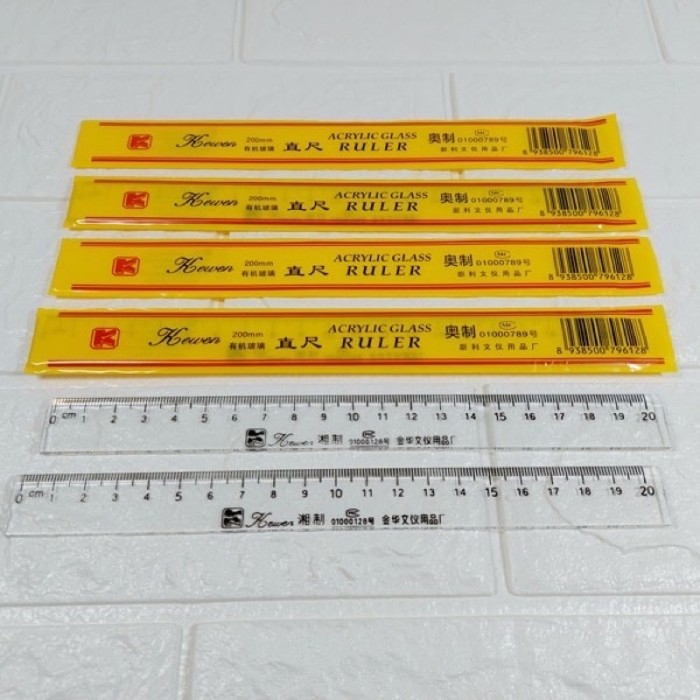 Kewen 200mm 有机玻璃 直尺 ACRYLIC GLASS RULER 奥制 MC 01000789号 朗利文仪用品厂 8 938500 796128
Kewen 200mm 有机玻璃 直尺 ACRYLIC GLASS RULER 奥制 MC 01000789号 朗利文仪用品厂 8 938500 796128
Kewen 200mm 有机玻璃 直尺 ACRYLIC GLASS RULER 奥制 MC 01000789号 朗利文仪用品厂 8 938500 796128
Kewen 200mm 有机玻璃 直尺 ACRYLIC GLASS RULER 奥制 MC 01000789号 朗利文仪用品厂 8 938500 796128
0 cm 1 2 3 4 5 6 7 8 9 10 11 12 13 14 15 16 17 18 19 20
Kewen 湘制 MC 01000128号 金华文仪用品厂
0 cm 1 2 3 4 5 6 7 8 9 10 11 12 13 14 15 16 17 18 19 20
Kewen 湘制 MC 01000128号 金华文仪用品厂